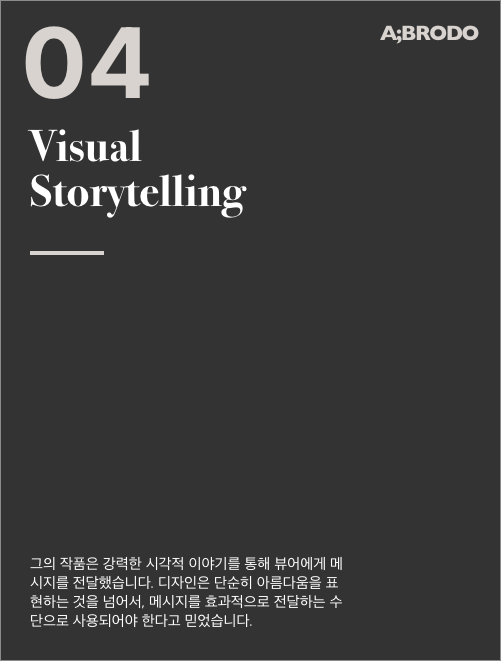 04
A;BRODO
Visual
Storytelling
그의 작품은 강력한 시각적 이야기를 통해 뷰어에게 메
시지를 전달했습니다. 디자인은 단순히 아름다움을 표
현하는 것을 넘어서, 메시지를 효과적으로 전달하는 수
단으로 사용되어야 한다고 믿었습니다.